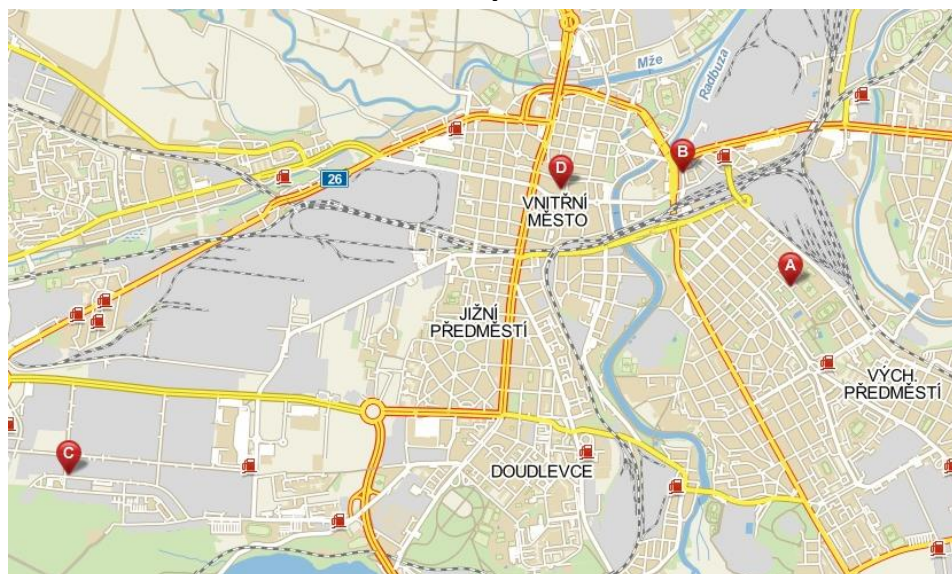 Mže
Radbuza
B
D
26
VNITŘNÍ
MĚSTO
A
JIŽNÍ
PŘEDMĚSTÍ
VÝCH.
PŘEDMĚSTÍ
C
DOUDLEVCE